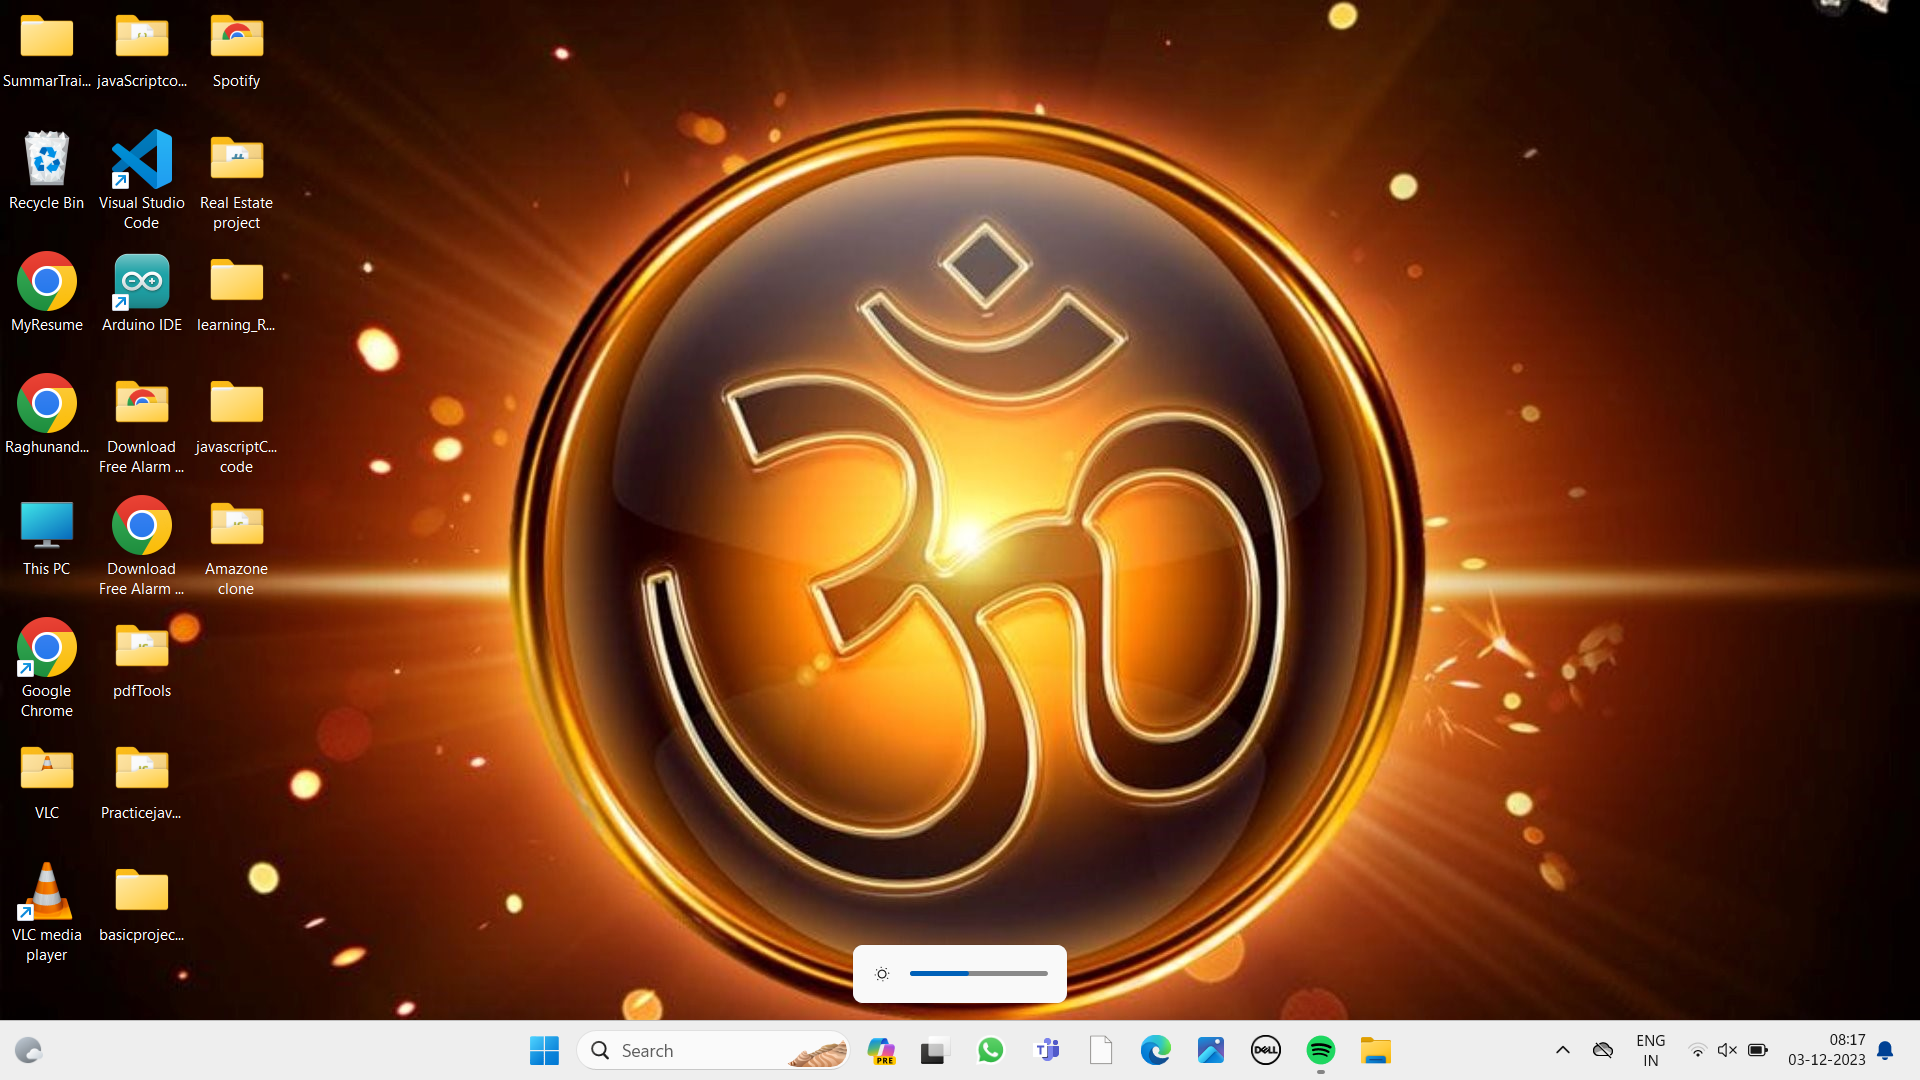 SummarTrai...
javaScriptco...
Spotify
Recycle Bin
Visual Studio
Code
Real Estate
project
MyResume
Arduino IDE
learning_R...
Raghunand...
Download
Free Alarm ...
javascriptC...
code
This PC
Download
Free Alarm ...
Amazone
clone
Google
Chrome
pdfTools
VLC
Practicejav...
VLC media
player
basicprojec...
ॐ
Search
PRE
DELL
ENG
IN
08:17
03-12-2023